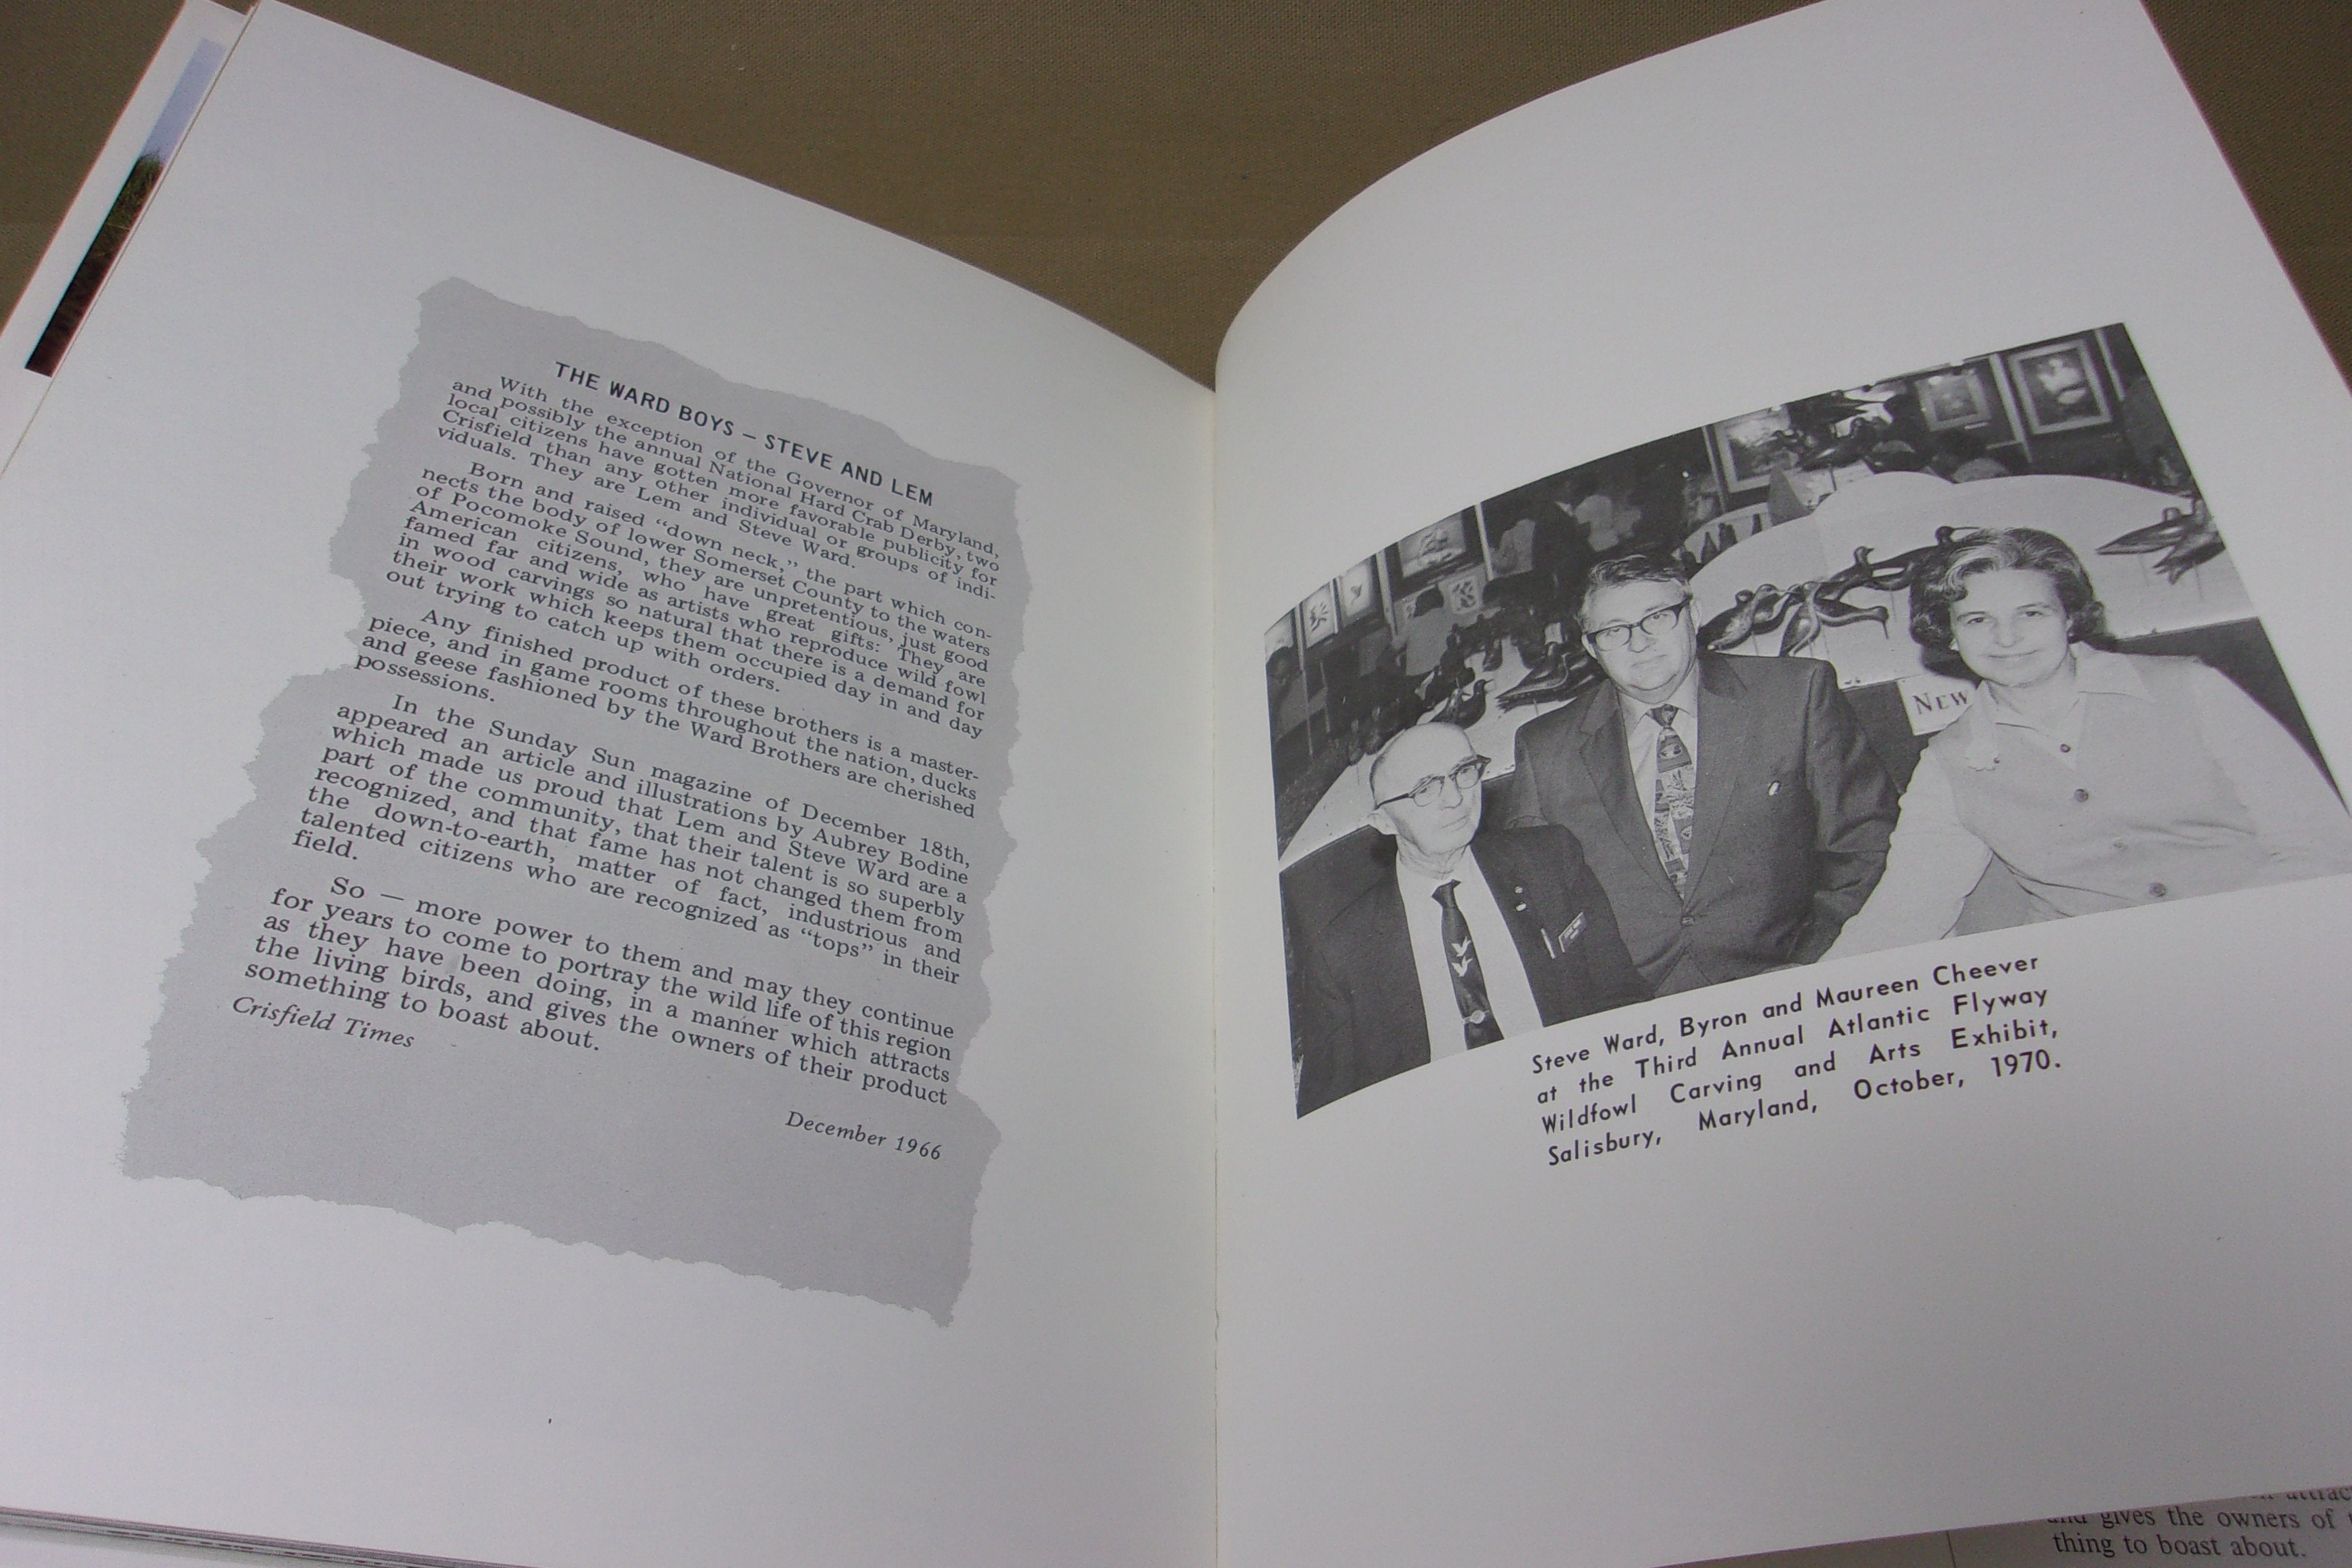 THE WARD BOYS — STEVE AND LEM
With the exception of the Governor of Maryland,
and possibly the annual National Hard Crab Derby, two
local citizens have gotten more favorable publicity for
Crisfield than any other individual or groups of indi-
viduals. They are Lem and Steve Ward.
Born and raised "down neck," the part which con-
nects the body of lower Somerset County to the waters
of Pocomoke Sound, they are unpretentious, just good
American citizens, who have great gifts: They are
famed far and wide as artists who reproduce wild fowl
in wood carvings so natural that there is a demand for
their work which keeps them occupied day in and day
out trying to catch up with orders.
Any finished product of these brothers is a master-
piece, and in game rooms throughout the nation, ducks
and geese fashioned by the Ward Brothers are cherished
possessions.
In the Sunday Sun magazine of December 18th,
appeared an article and illustrations by Aubrey Bodine
which made us proud that Lem and Steve Ward are a
part of the community, that their talent is so superbly
recognized, and that fame has not changed them from
the down-to-earth, matter of fact, industrious and
talented citizens who are recognized as "tops" in their
field.
So — more power to them and may they continue
for years to come to portray the wild life of this region
as they have been doing, in a manner which attracts
the living birds, and gives the owners of their product
something to boast about.
Crisfield Times
December 1966
NEW
Steve Ward, Byron and Maureen Cheever
at the Third Annual Atlantic Flyway
Wildfowl Carving and Arts Exhibit,
Salisbury, Maryland, October, 1970.
and gives the owners of
thing to boast about.